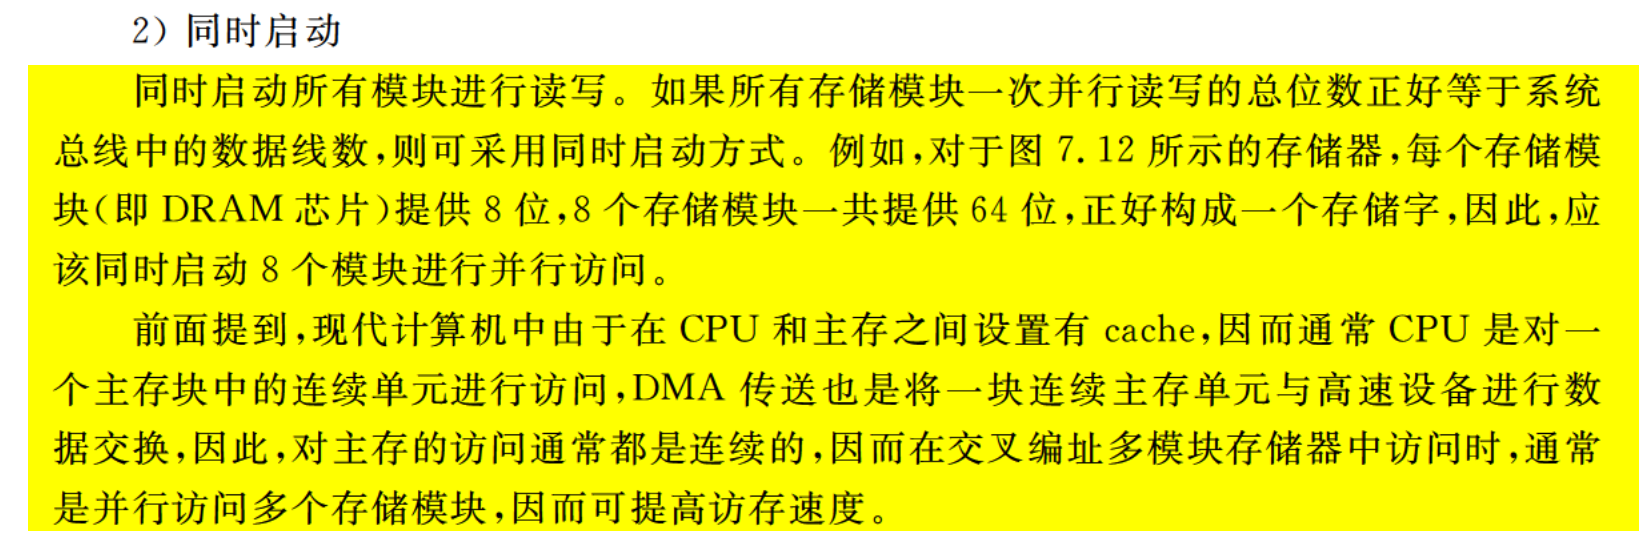 2) 同时启动
同时启动所有模块进行读写。如果所有存储模块一次并行读写的总位数正好等于系统
总线中的数据线数,则可采用同时启动方式。例如,对于图 7.12 所示的存储器,每个存储模
块(即 DRAM 芯片)提供 8 位,8 个存储模块一共提供 64 位,正好构成一个存储字,因此,应
该同时启动 8 个模块进行并行访问。
前面提到,现代计算机中由于在 CPU 和主存之间设置有 cache,因而通常 CPU 是对一
个主存块中的连续单元进行访问,DMA 传送也是将一块连续主存单元与高速设备进行数
据交换,因此,对主存的访问通常都是连续的,因而在交叉编址多模块存储器中访问时,通常
是并行访问多个存储模块,因而可提高访存速度。